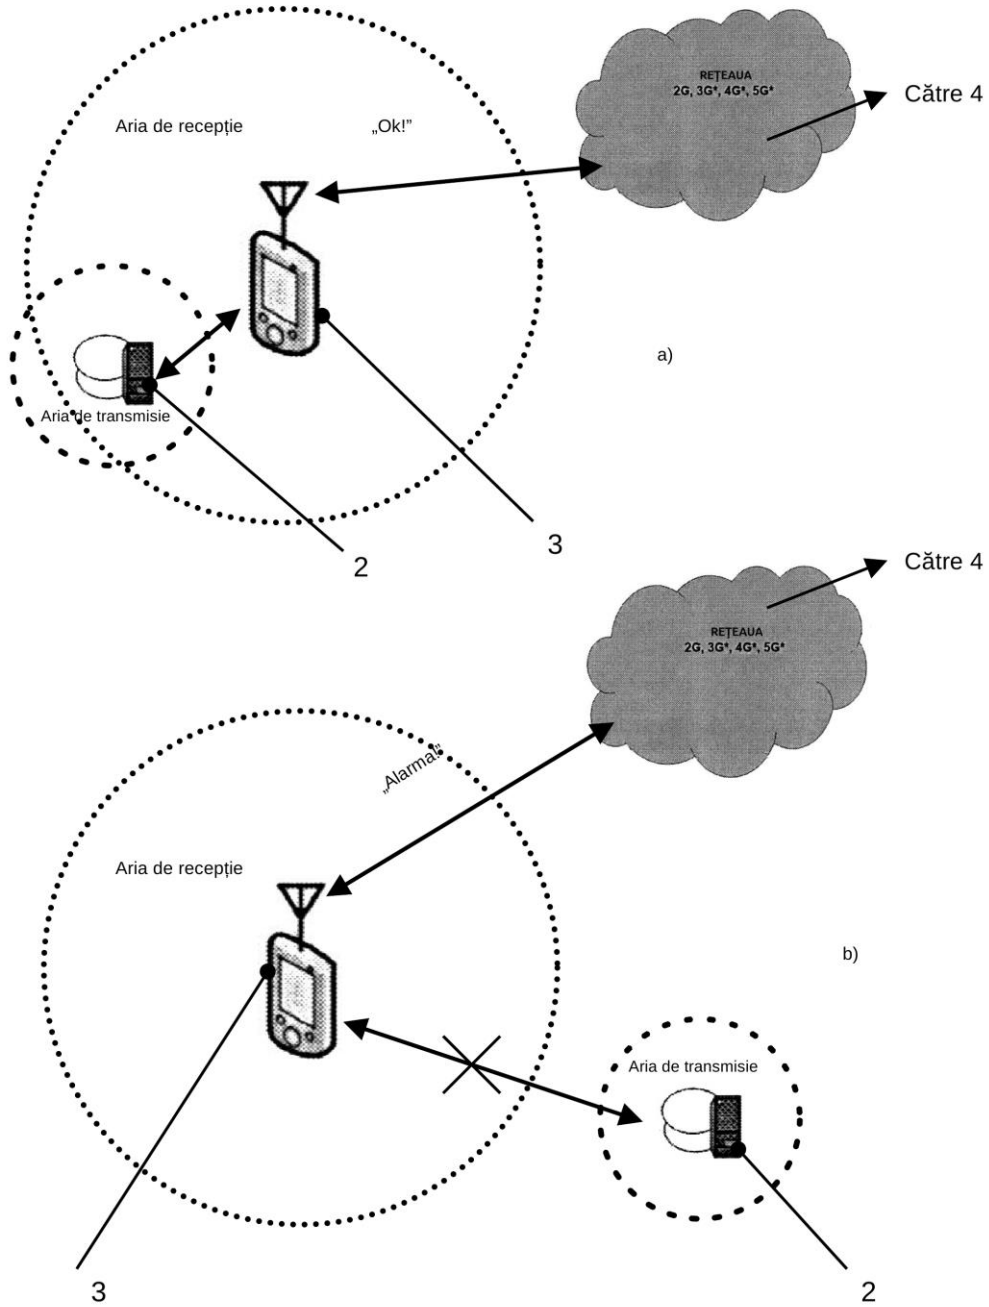 REȚEAUA
2G, 3G*, 4G*, 5G*
Către 4
Aria de recepție
„Ok!”
a)
Aria de transmisie
3
2
Către 4
REȚEAUA
2G, 3G*, 4G*, 5G*
„Alarma!”
Aria de recepție
b)
Aria de transmisie
3
2